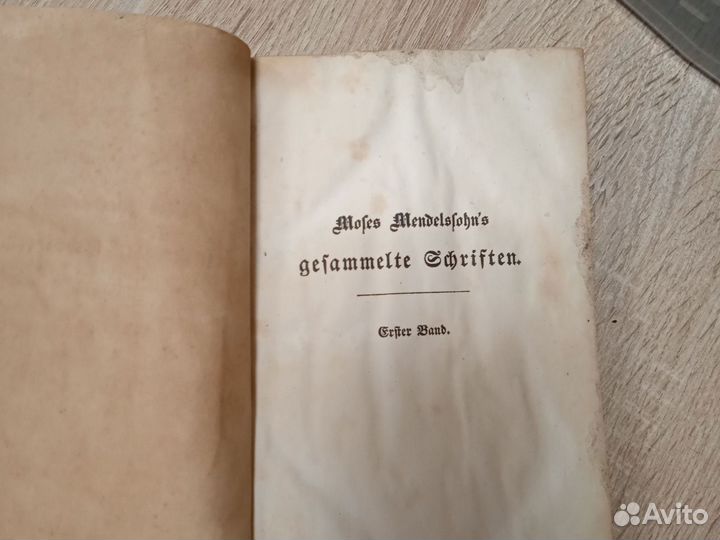 Moſes Mendelsſohn's
geſammelte Schriften.
Erſter Band.
Avito